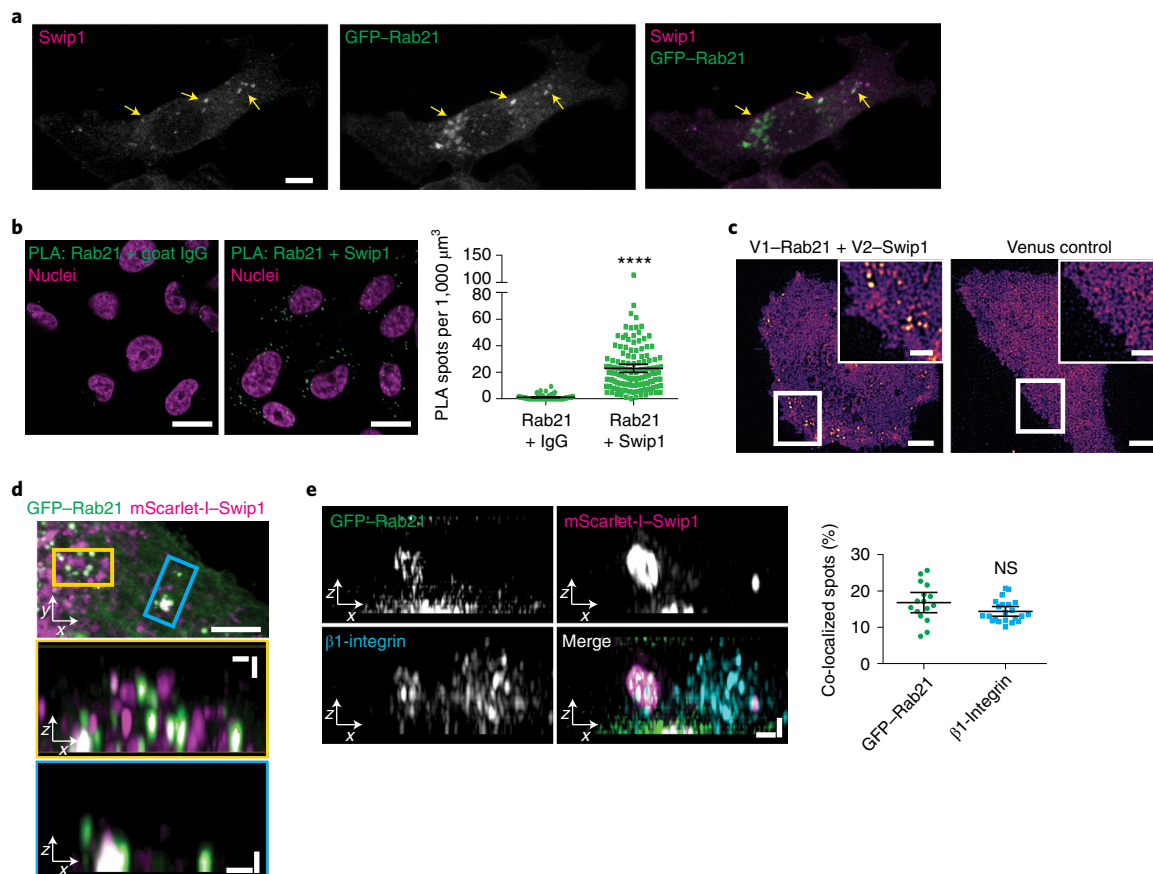 a
Swip1
GFP–Rab21
Swip1
GFP–Rab21
b
PLA: Rab21 + goat IgG
Nuclei
PLA: Rab21 + Swip1
Nuclei
PLA spots per 1,000 μm³
150
100
80
60
40
20
0
****
Rab21
+ IgG
Rab21
+ Swip1
c
V1–Rab21 + V2–Swip1
Venus control
d
GFP–Rab21 mScarlet-I–Swip1
y
x
z
x
z
x
e
GFP–Rab21
z
x
mScarlet-I–Swip1
z
x
β1-integrin
z
x
Merge
z
x
Co-localized spots (%)
30
20
10
0
NS
GFP–Rab21
β1-Integrin